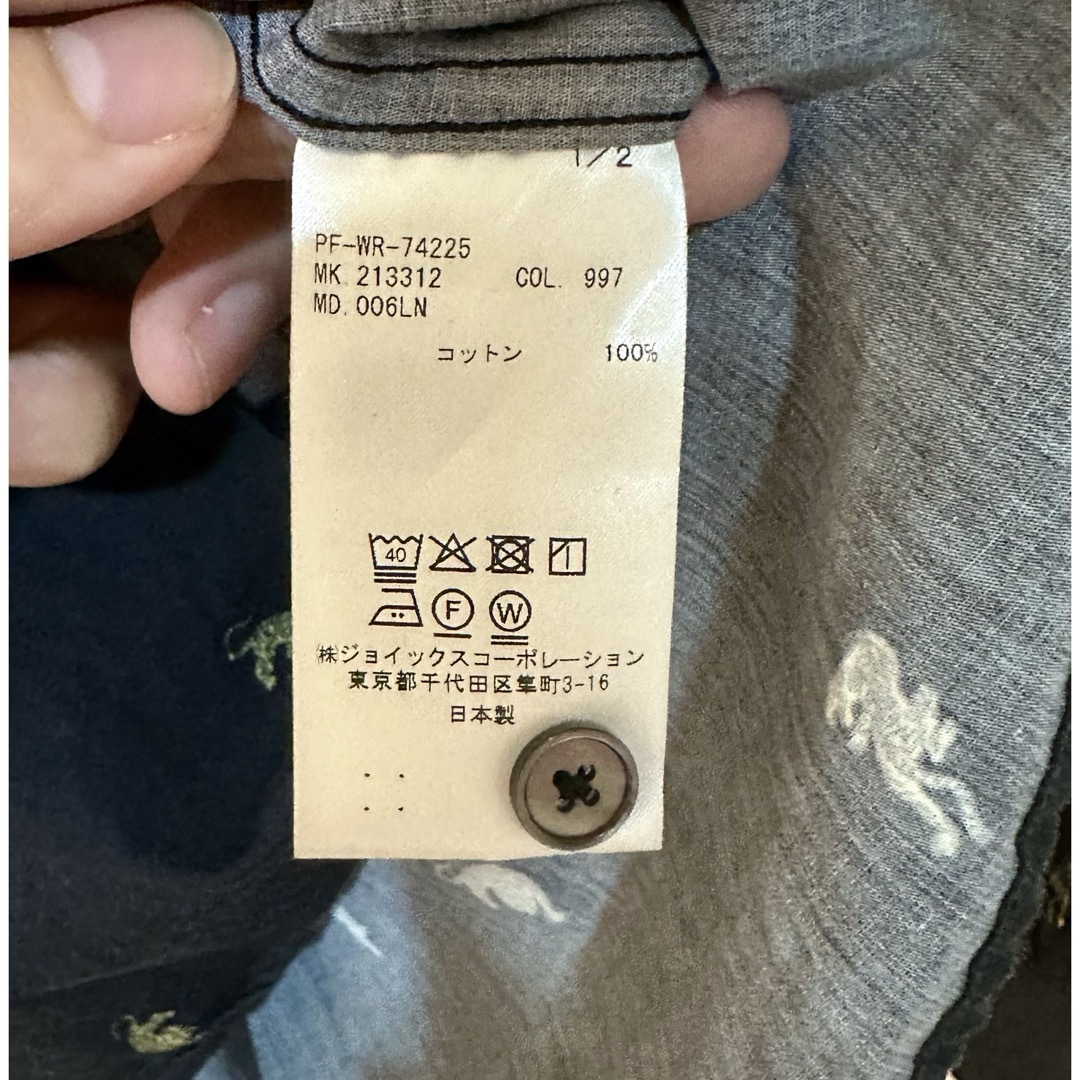 1/2
PF-WR-74225
MK. 213312 COL. 997
MD. 006LN
コットン 100%
40
F W
㈱ジョイックスコーポレーション
東京都千代田区隼町3-16
日本製